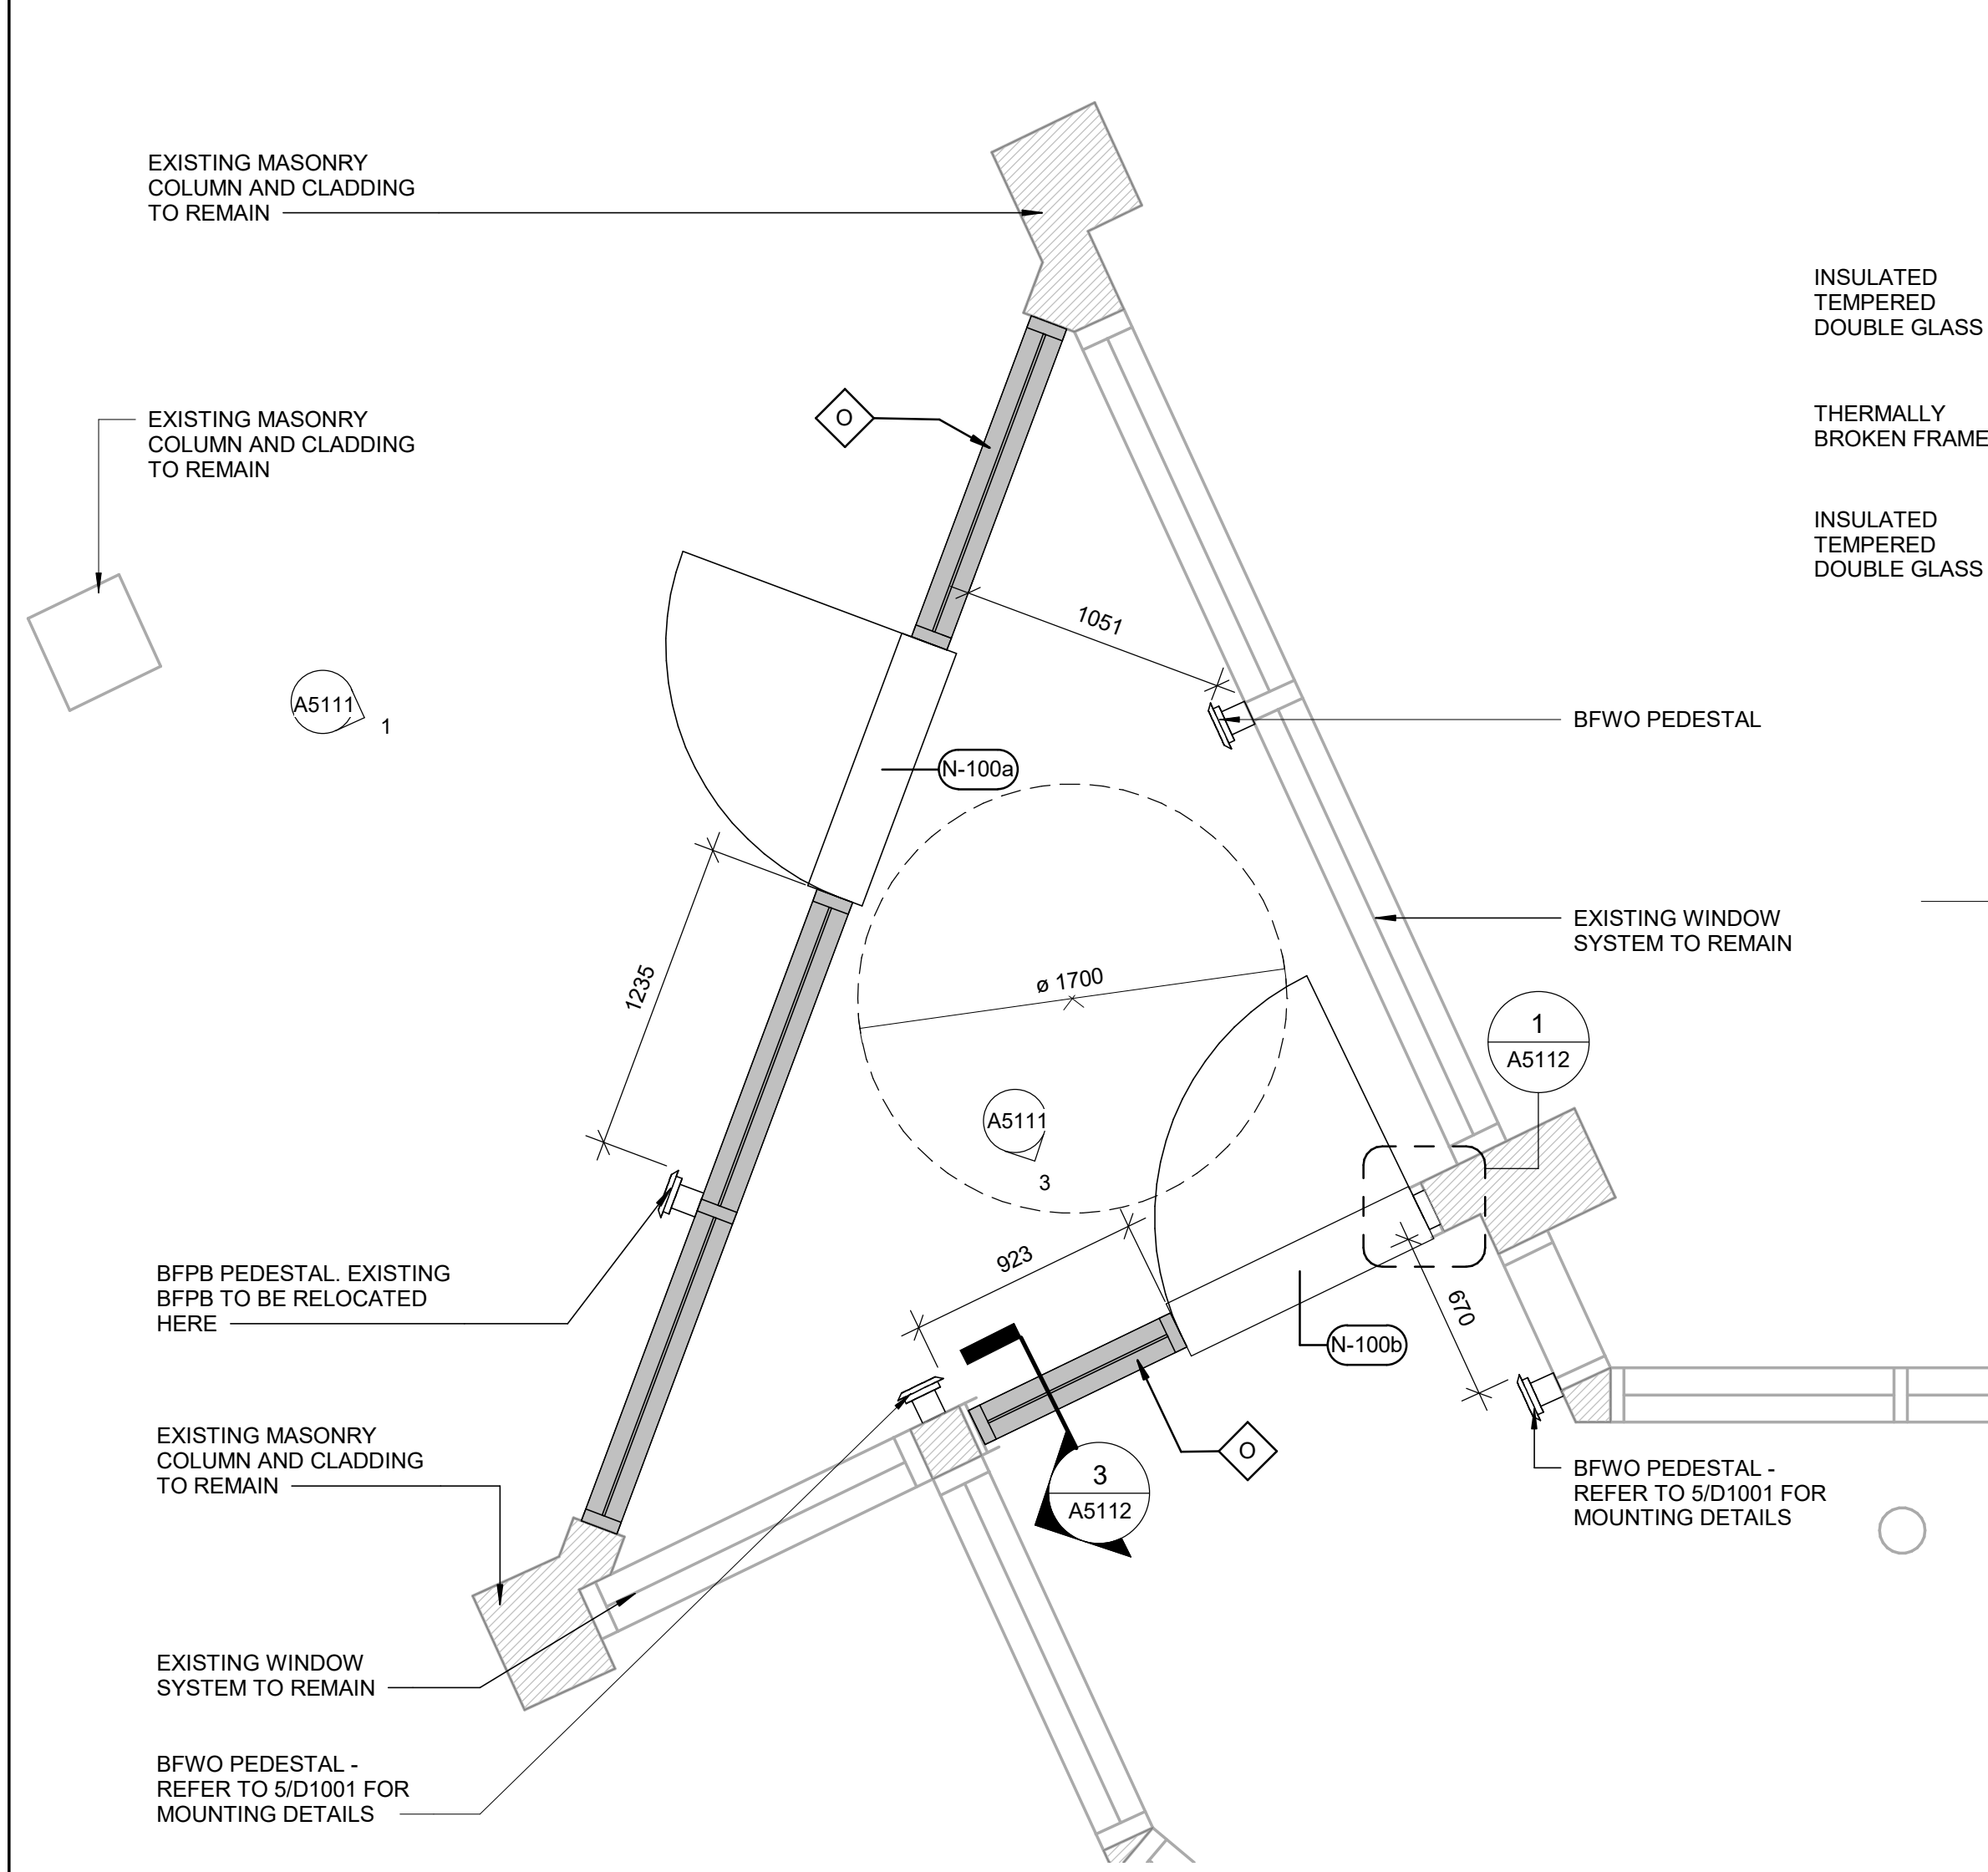 EXISTING MASONRY
COLUMN AND CLADDING
TO REMAIN
EXISTING MASONRY
COLUMN AND CLADDING
TO REMAIN
O
INSULATED
TEMPERED
DOUBLE GLASS
THERMALLY
BROKEN FRAME
INSULATED
TEMPERED
DOUBLE GLASS
1051
A5111
1
BFWO PEDESTAL
N-100a
EXISTING WINDOW
SYSTEM TO REMAIN
1235
ø 1700
1
A5112
A5111
3
923
670
N-100b
BFPB PEDESTAL. EXISTING
BFPB TO BE RELOCATED
HERE
EXISTING MASONRY
COLUMN AND CLADDING
TO REMAIN
O
3
A5112
BFWO PEDESTAL -
REFER TO 5/D1001 FOR
MOUNTING DETAILS
EXISTING WINDOW
SYSTEM TO REMAIN
BFWO PEDESTAL -
REFER TO 5/D1001 FOR
MOUNTING DETAILS